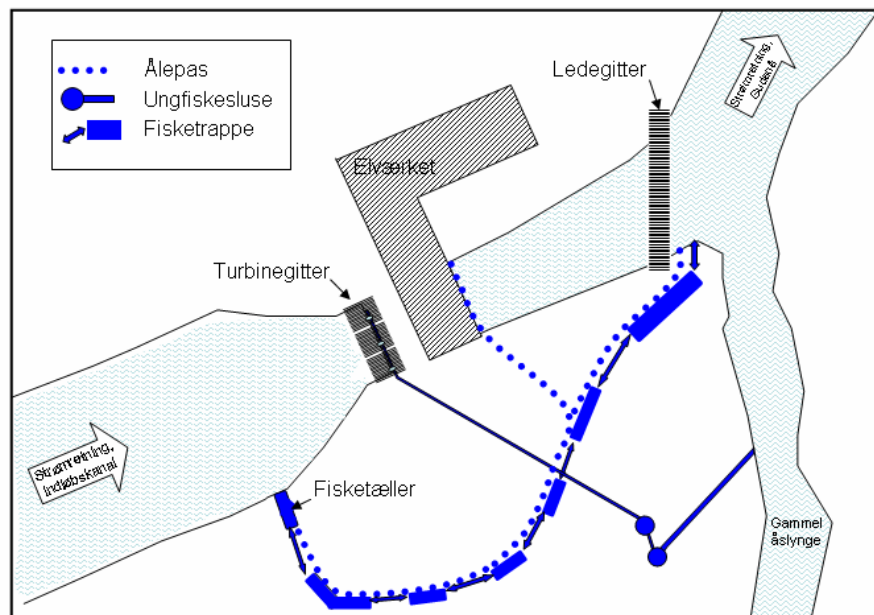 Ålepas
Ungfiskesluse
Fisketrappe
Ledegitter
Strømretning,
Gudenå
Elværket
Turbinegitter
Strømretning,
Indløbskanal
Fisketæller
Gammel
åslynge